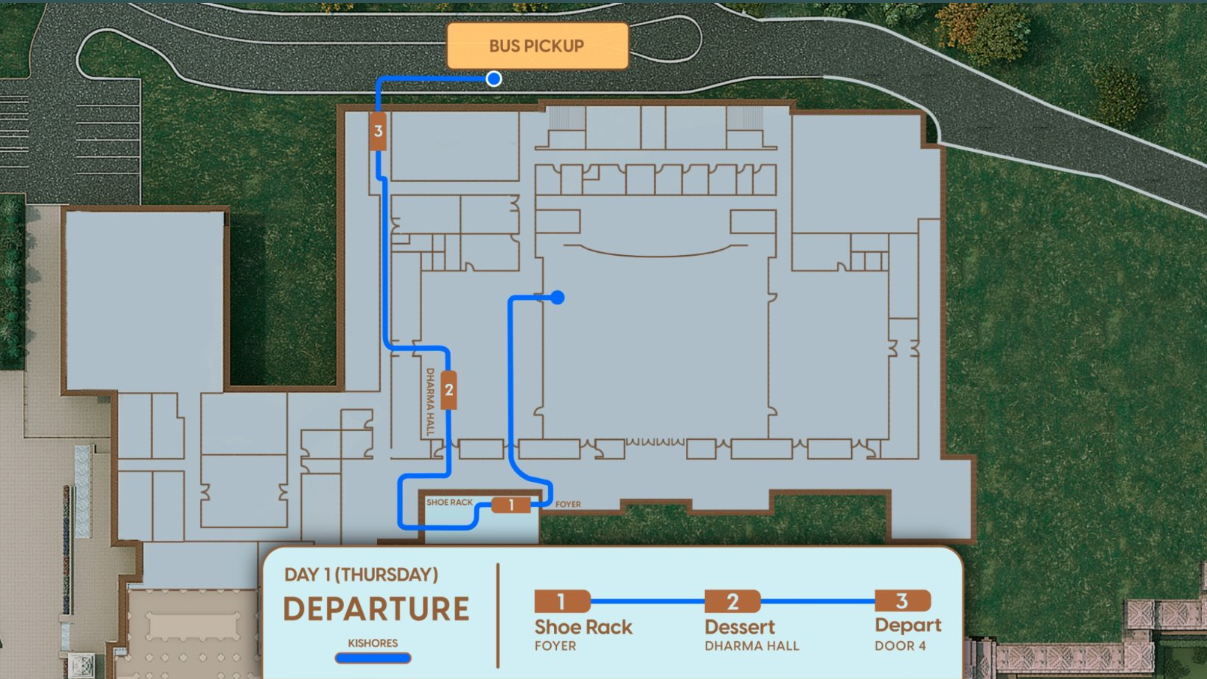 BUS PICKUP
3
2
DHARMA HALL
SHOE RACK
1
FOYER
DAY 1 (THURSDAY)
DEPARTURE
KISHORES
1
2
3
Shoe Rack
Dessert
Depart
FOYER
DHARMA HALL
DOOR 4